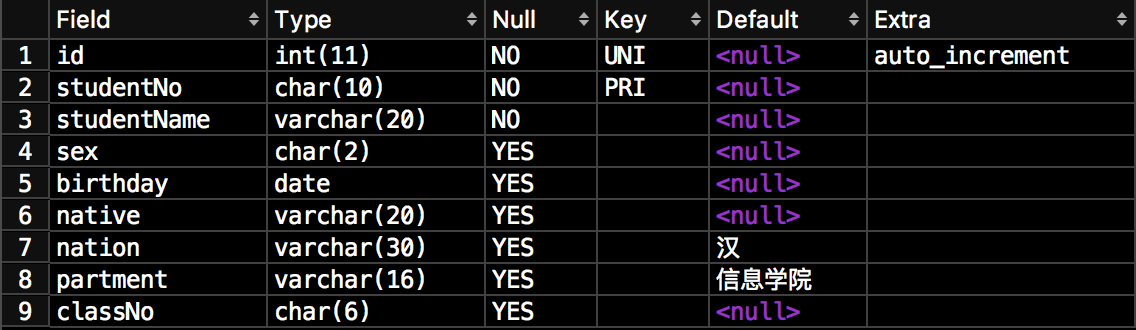 Field Type Null Key Default Extra
1 id int(11) NO UNI <null> auto_increment
2 studentNo char(10) NO PRI <null>
3 studentName varchar(20) NO <null>
4 sex char(2) YES <null>
5 birthday date YES <null>
6 native varchar(20) YES <null>
7 nation varchar(30) YES 汉
8 partment varchar(16) YES 信息学院
9 classNo char(6) YES <null>